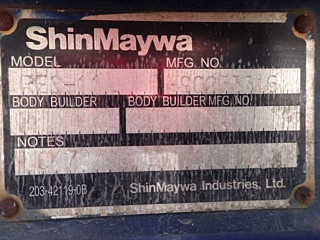 ShinMaywa
MODEL MFG. NO.
BODY BUILDER BODY BUILDER MFG. NO.
NOTES
203-42119-0B
ShinMaywa Industries, Ltd.